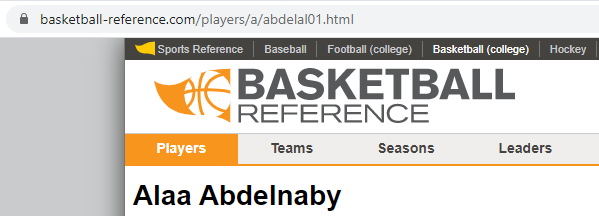 basketball-reference.com/players/a/abdelal01.html
Sports Reference Baseball Football (college) Basketball (college) Hockey
BASKETBALL
REFERENCE
Players Teams Seasons Leaders
Alaa Abdelnaby